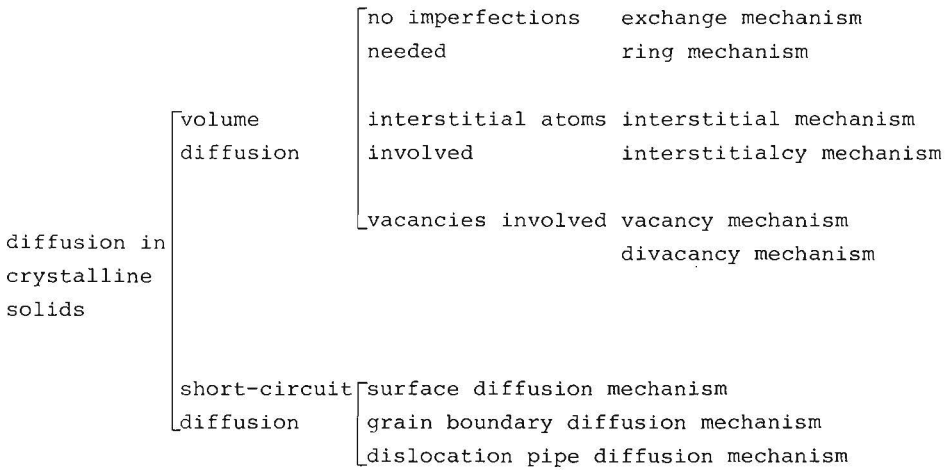 no imperfections exchange mechanism
needed ring mechanism
volume interstitial atoms interstitial mechanism
diffusion involved interstitialcy mechanism
vacancies involved vacancy mechanism
diffusion in
divacancy mechanism
crystalline
solids
short-circuit surface diffusion mechanism
diffusion grain boundary diffusion mechanism
dislocation pipe diffusion mechanism